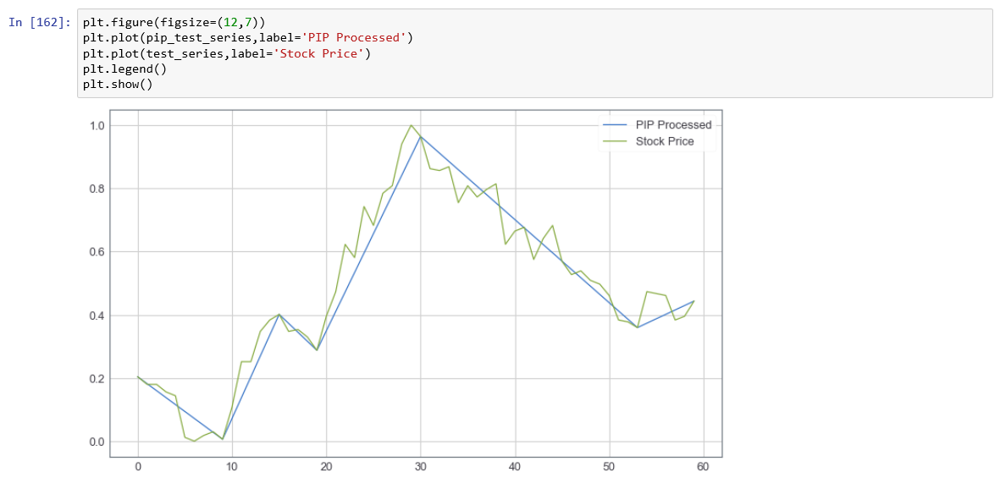 In [162]:
plt.figure(figsize=(12,7))
plt.plot(pip_test_series,label='PIP Processed')
plt.plot(test_series,label='Stock Price')
plt.legend()
plt.show()
1.0
0.8
0.6
0.4
0.2
0.0
PIP Processed
Stock Price
0 10 20 30 40 50 60